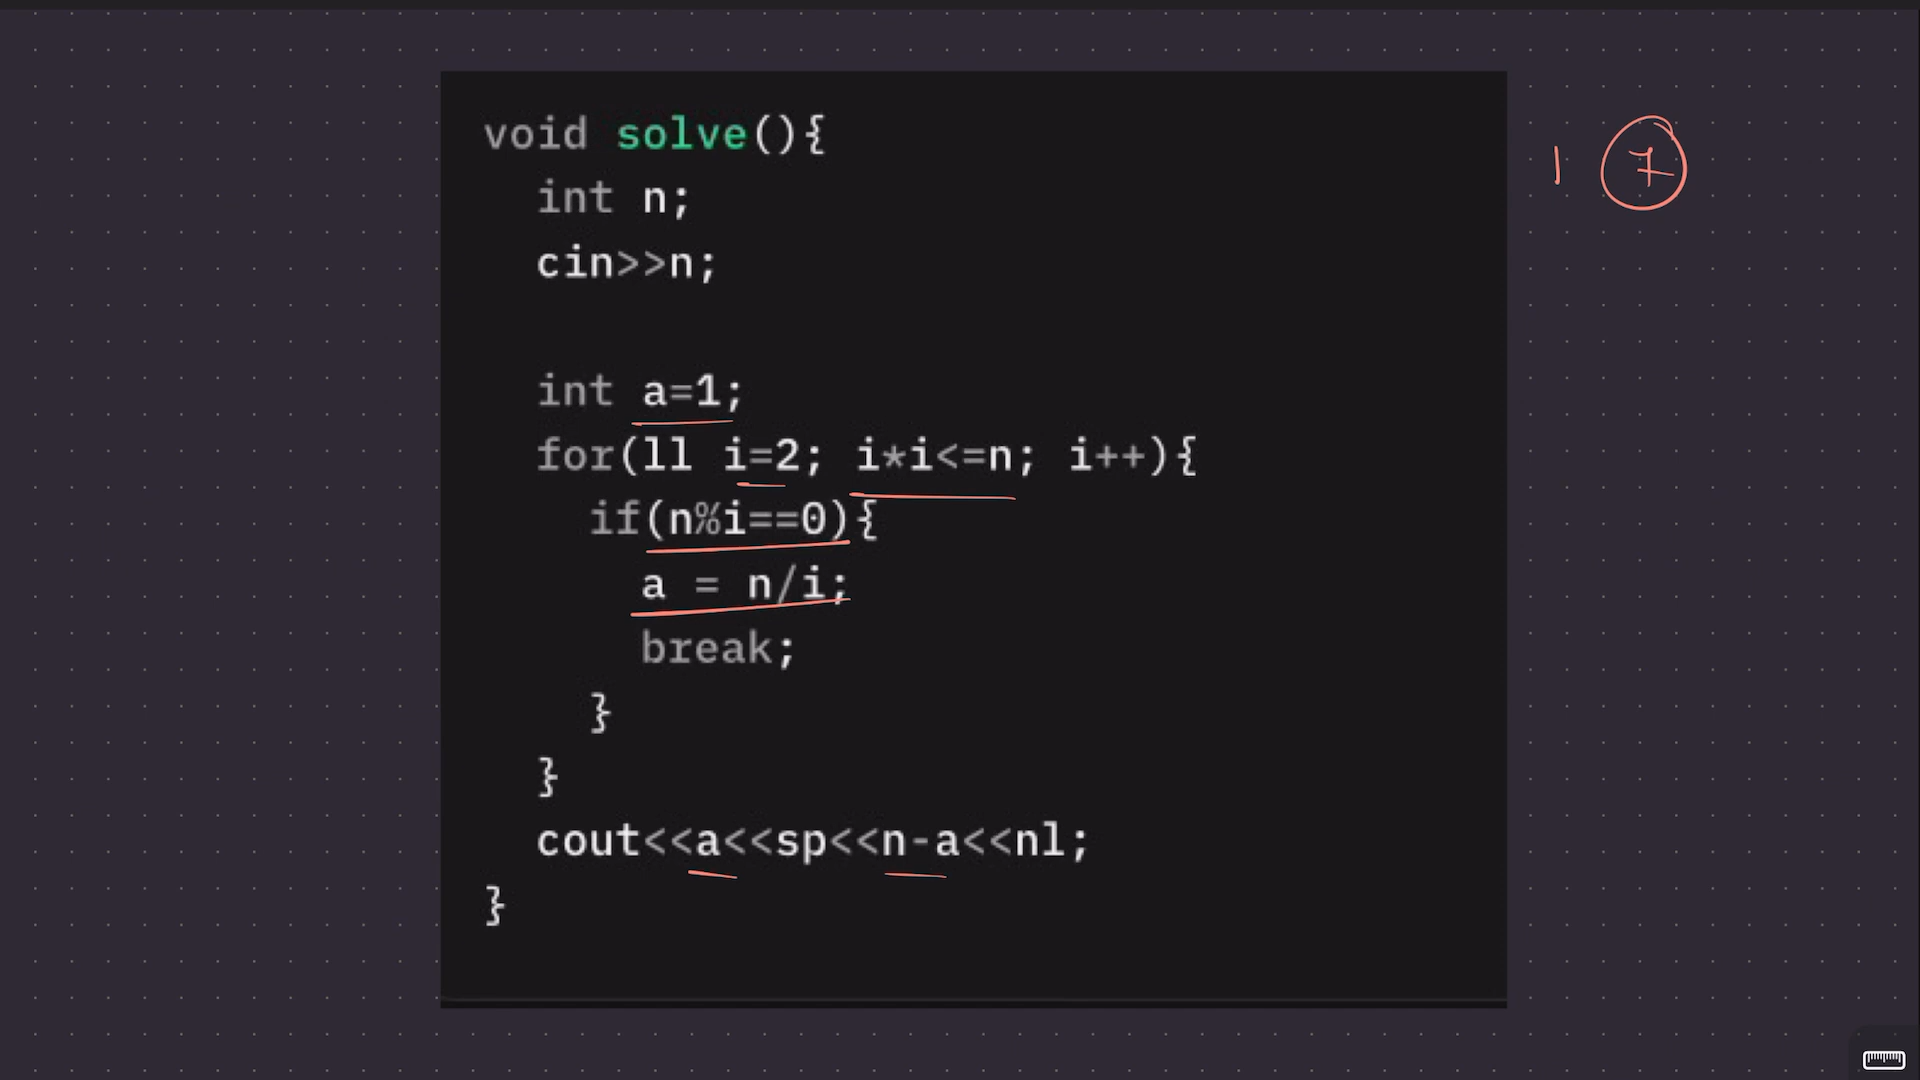 void solve(){
int n;
cin>>n;
int a=1;
for(ll i=2; i*i<=n; i++){
if(n%i==0){
a = n/i;
break;
}
}
cout<<a<<sp<<n-a<<nl;
}
1 7